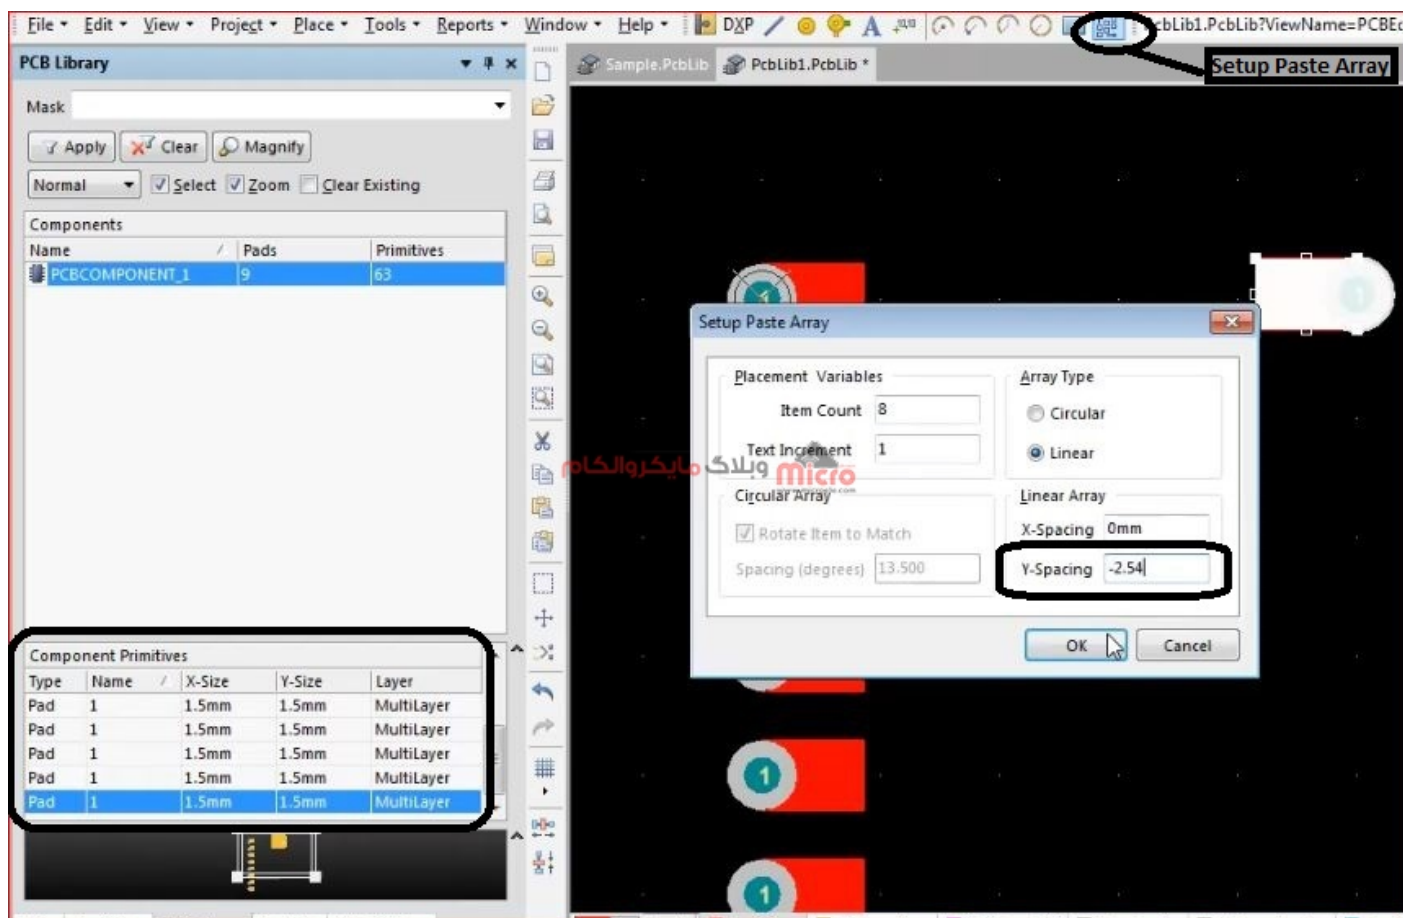 File Edit View Project Place Tools Reports Window Help DXP A PcbLib1.PcbLib?ViewName=PCBEd
PCB Library
Sample.PcbLib PcbLib1.PcbLib *
Setup Paste Array
Mask
Apply Clear Magnify
Normal Select Zoom Clear Existing
Components
Name Pads Primitives
PCBCOMPONENT_1 9 63
1
1
Setup Paste Array
Placement Variables
Item Count 8
Text Increment 1
Array Type
Circular
Linear
وبلاگ مایکروالکام
Micro
Circular Array
Rotate Item to Match
Spacing (degrees) 13.500
Linear Array
X-Spacing 0mm
Y-Spacing -2.54
OK Cancel
Component Primitives
Type Name X-Size Y-Size Layer
Pad 1 1.5mm 1.5mm MultiLayer
Pad 1 1.5mm 1.5mm MultiLayer
Pad 1 1.5mm 1.5mm MultiLayer
Pad 1 1.5mm 1.5mm MultiLayer
Pad 1 1.5mm 1.5mm MultiLayer
1
1